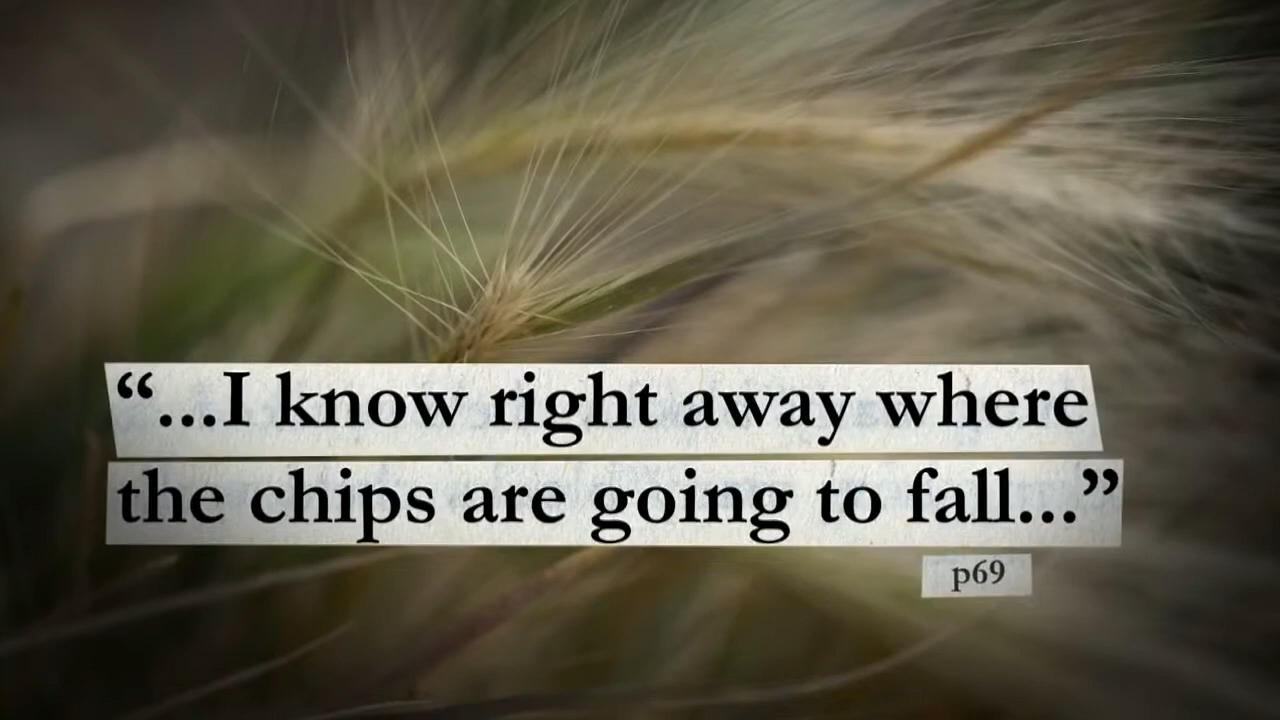 “...I know right away where
the chips are going to fall...”
p69